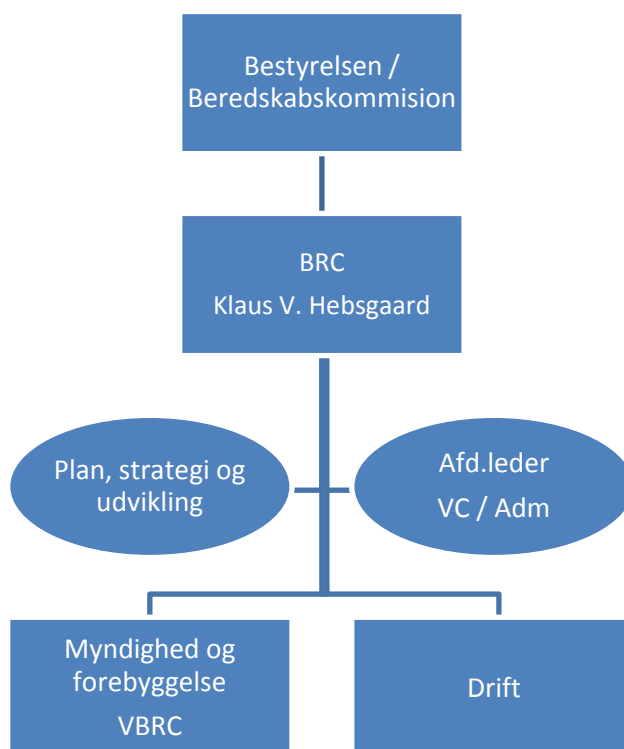 Bestyrelsen /
Beredskabskommision
BRC
Klaus V. Hebsgaard
Plan, strategi og
udvikling
Afd.leder
VC / Adm
Myndighed og
forebyggelse
VBRC
Drift